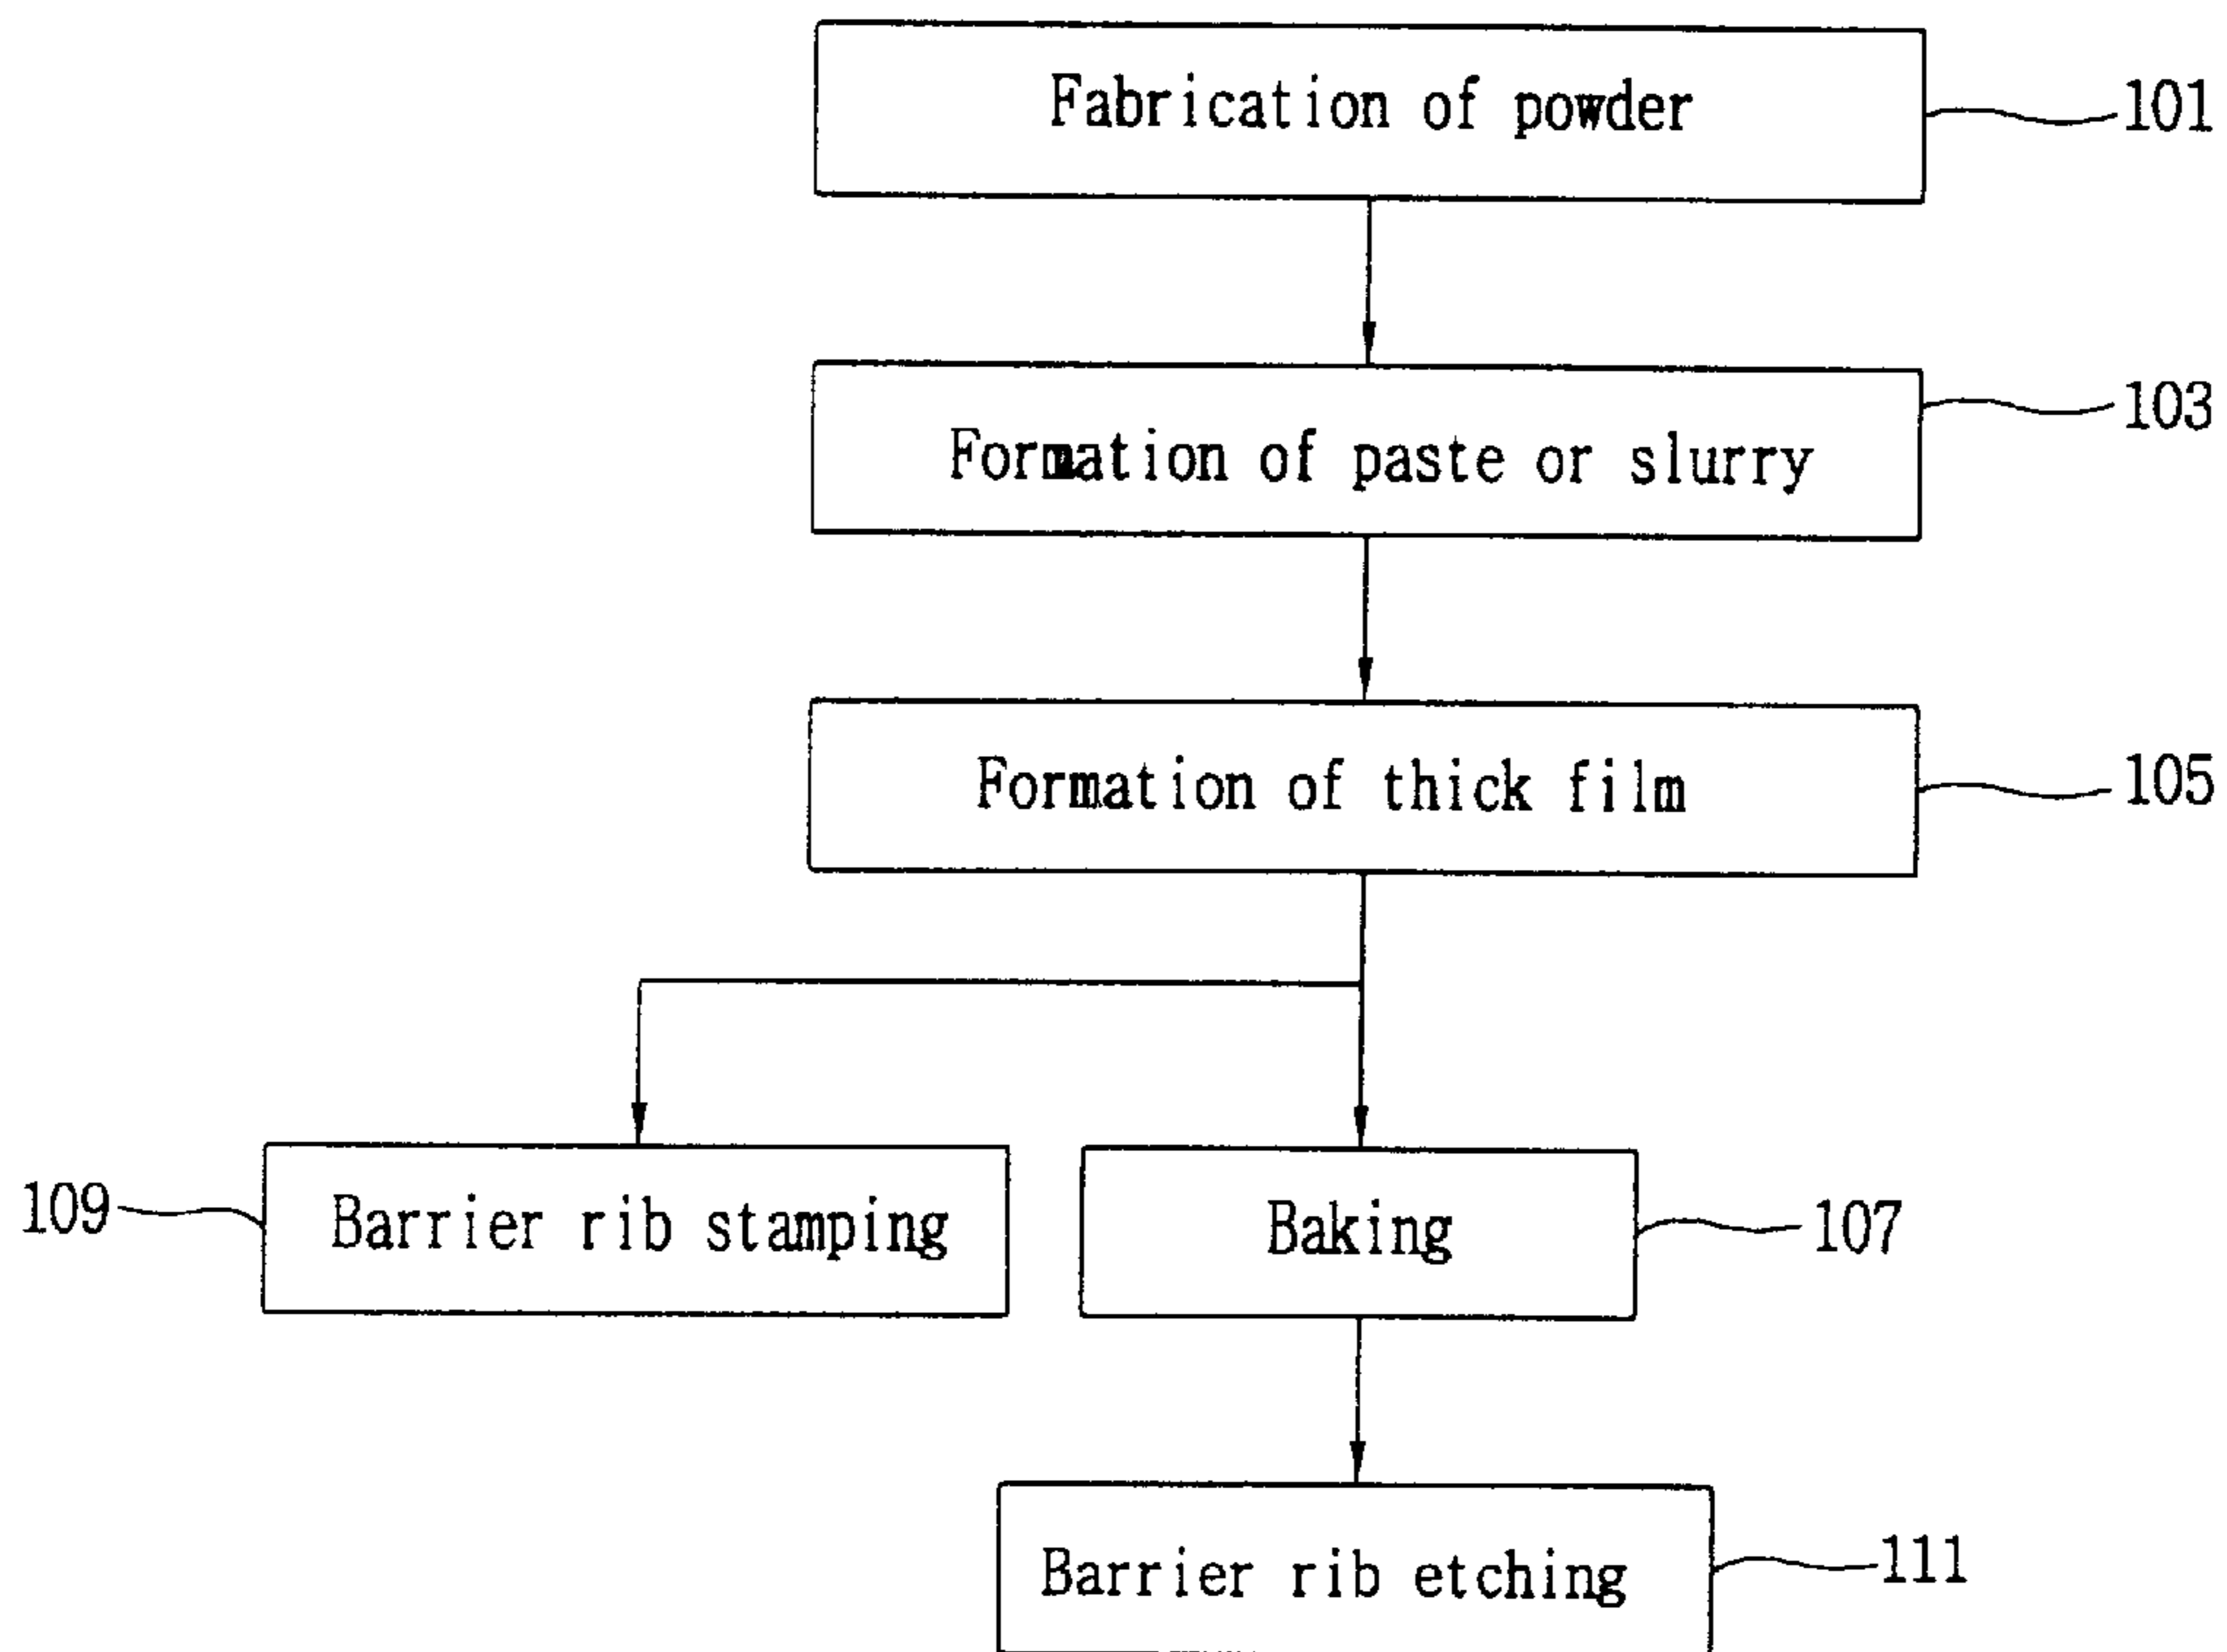 Fabrication of powder
101
103
Formation of paste or slurry
Formation of thick film
105
109
Barrier rib stamping
Baking
107
Barrier rib etching
111